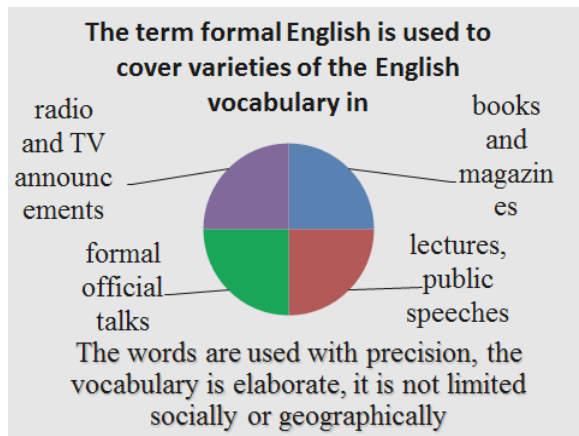 The term formal English is used to
cover varieties of the English
vocabulary in
radio
and TV
announc
ements
books
and
magazin
es
formal
official
talks
lectures,
public
speeches
The words are used with precision, the
vocabulary is elaborate, it is not limited
socially or geographically